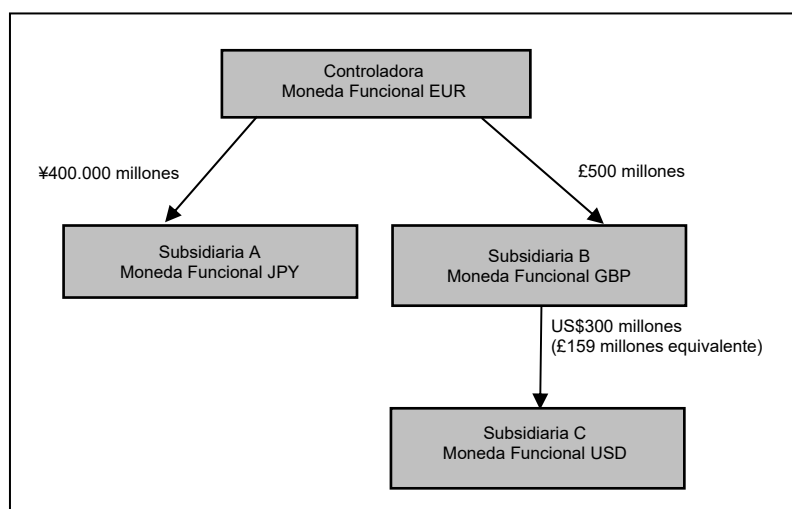 Controladora
Moneda Funcional EUR
¥400.000 millones
£500 millones
Subsidiaria A
Moneda Funcional JPY
Subsidiaria B
Moneda Funcional GBP
US$300 millones
(£159 millones equivalente)
Subsidiaria C
Moneda Funcional USD